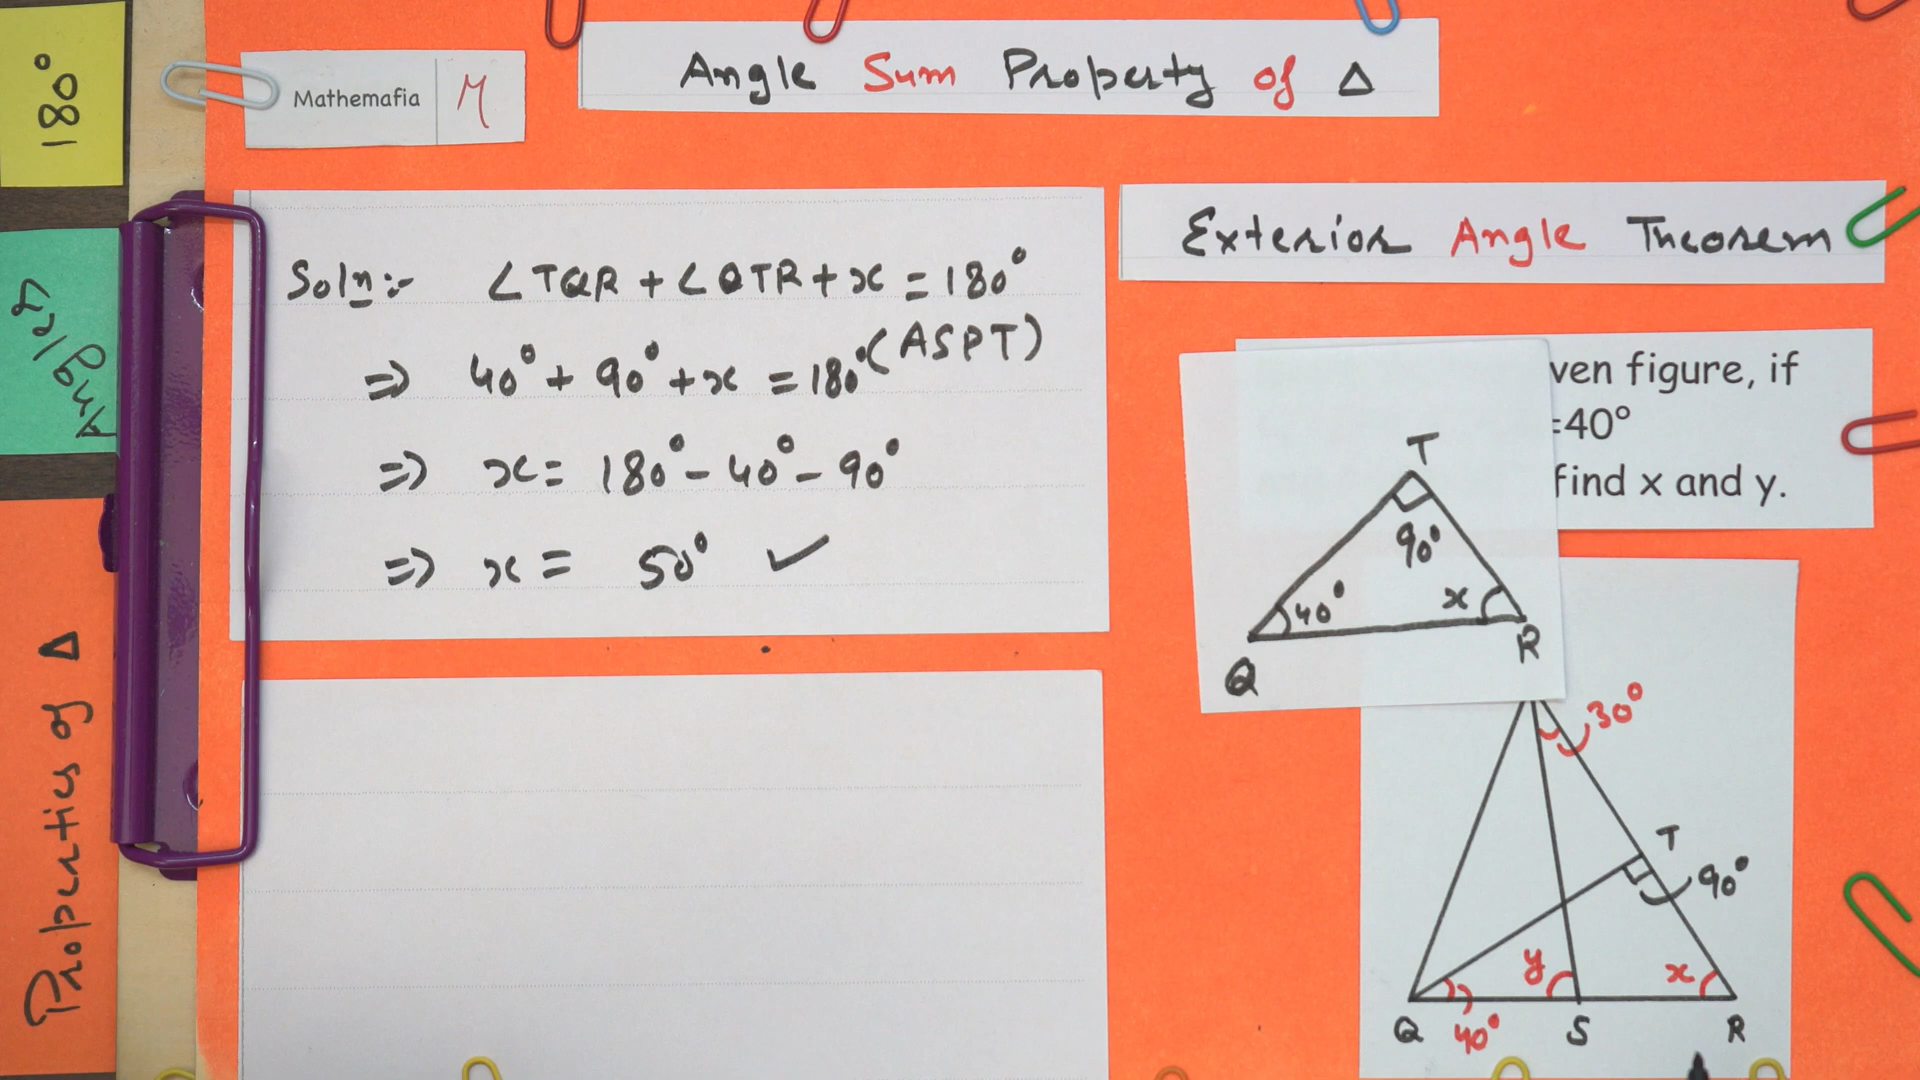 180°
Angles
Properties of Δ
Mathemafia M
Angle Sum Property of Δ
Exterior Angle Theorem
Soln:- ∠TQR + ∠QTR + x = 180°
(ASPT)
⇒ 40° + 90° + x = 180°
⇒ x = 180° - 40° - 90°
⇒ x = 50° ✓
ven figure, if
=40°
find x and y.
T
90°
40° x
Q R
30°
T
90°
y x
Q 40° S R